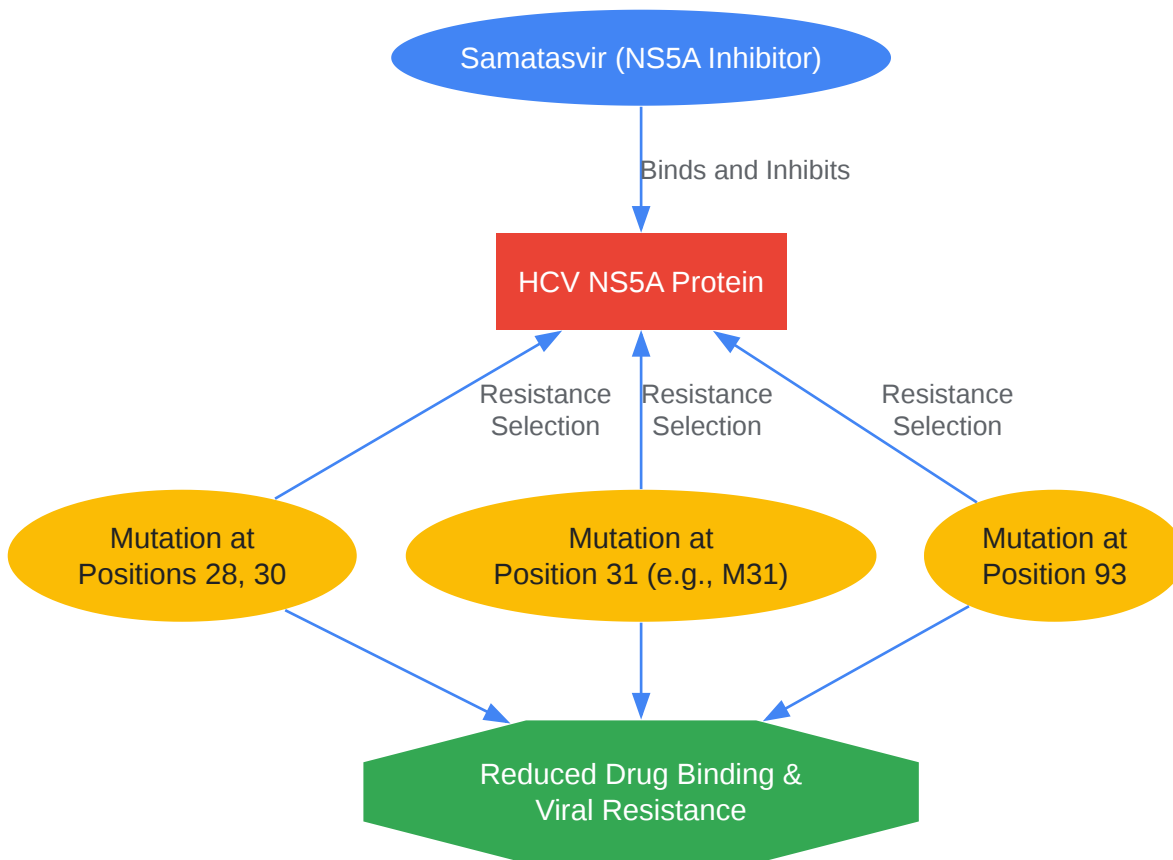 Samatasvir (NS5A Inhibitor)
Binds and Inhibits
HCV NS5A Protein
Resistance
Selection
Resistance
Selection
Resistance
Selection
Mutation at
Positions 28, 30
Mutation at
Position 31 (e.g., M31)
Mutation at
Position 93
Reduced Drug Binding &
Viral Resistance